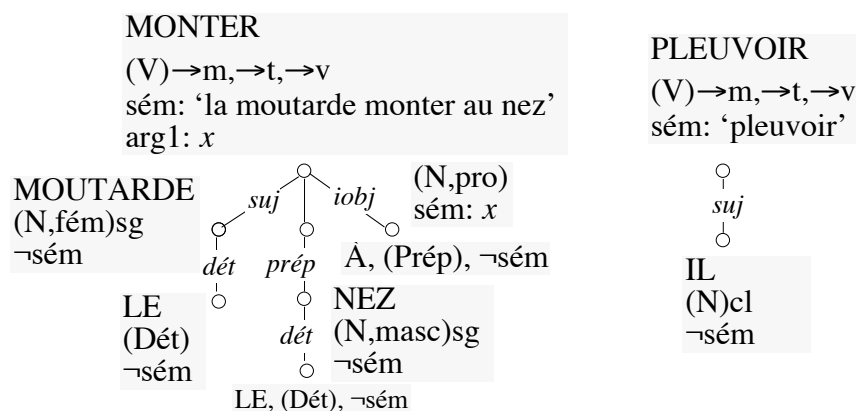 MONTER
(V)→m,→t,→v
sém: ‘la moutarde monter au nez’
arg1: x
PLEUVOIR
(V)→m,→t,→v
sém: ‘pleuvoir’
MOUTARDE
(N,fém)sg
¬sém
suj
iobj
(N,pro)
sém: x
suj
dét
prép
À, (Prép), ¬sém
LE
(Dét)
¬sém
dét
NEZ
(N,masc)sg
¬sém
IL
(N)cl
¬sém
LE, (Dét), ¬sém